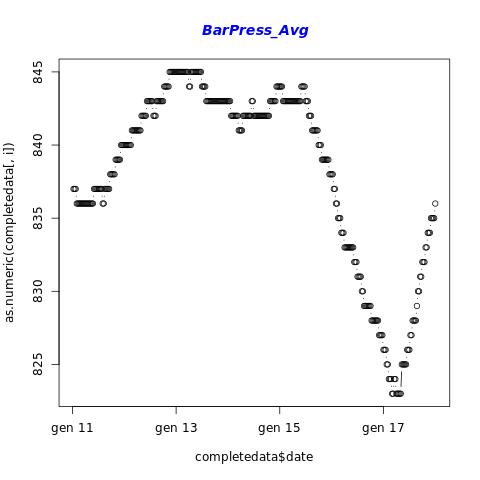 BarPress_Avg
as.numeric(completedata[, i])
845
840
835
830
825
gen 11
gen 13
gen 15
gen 17
completedata$date